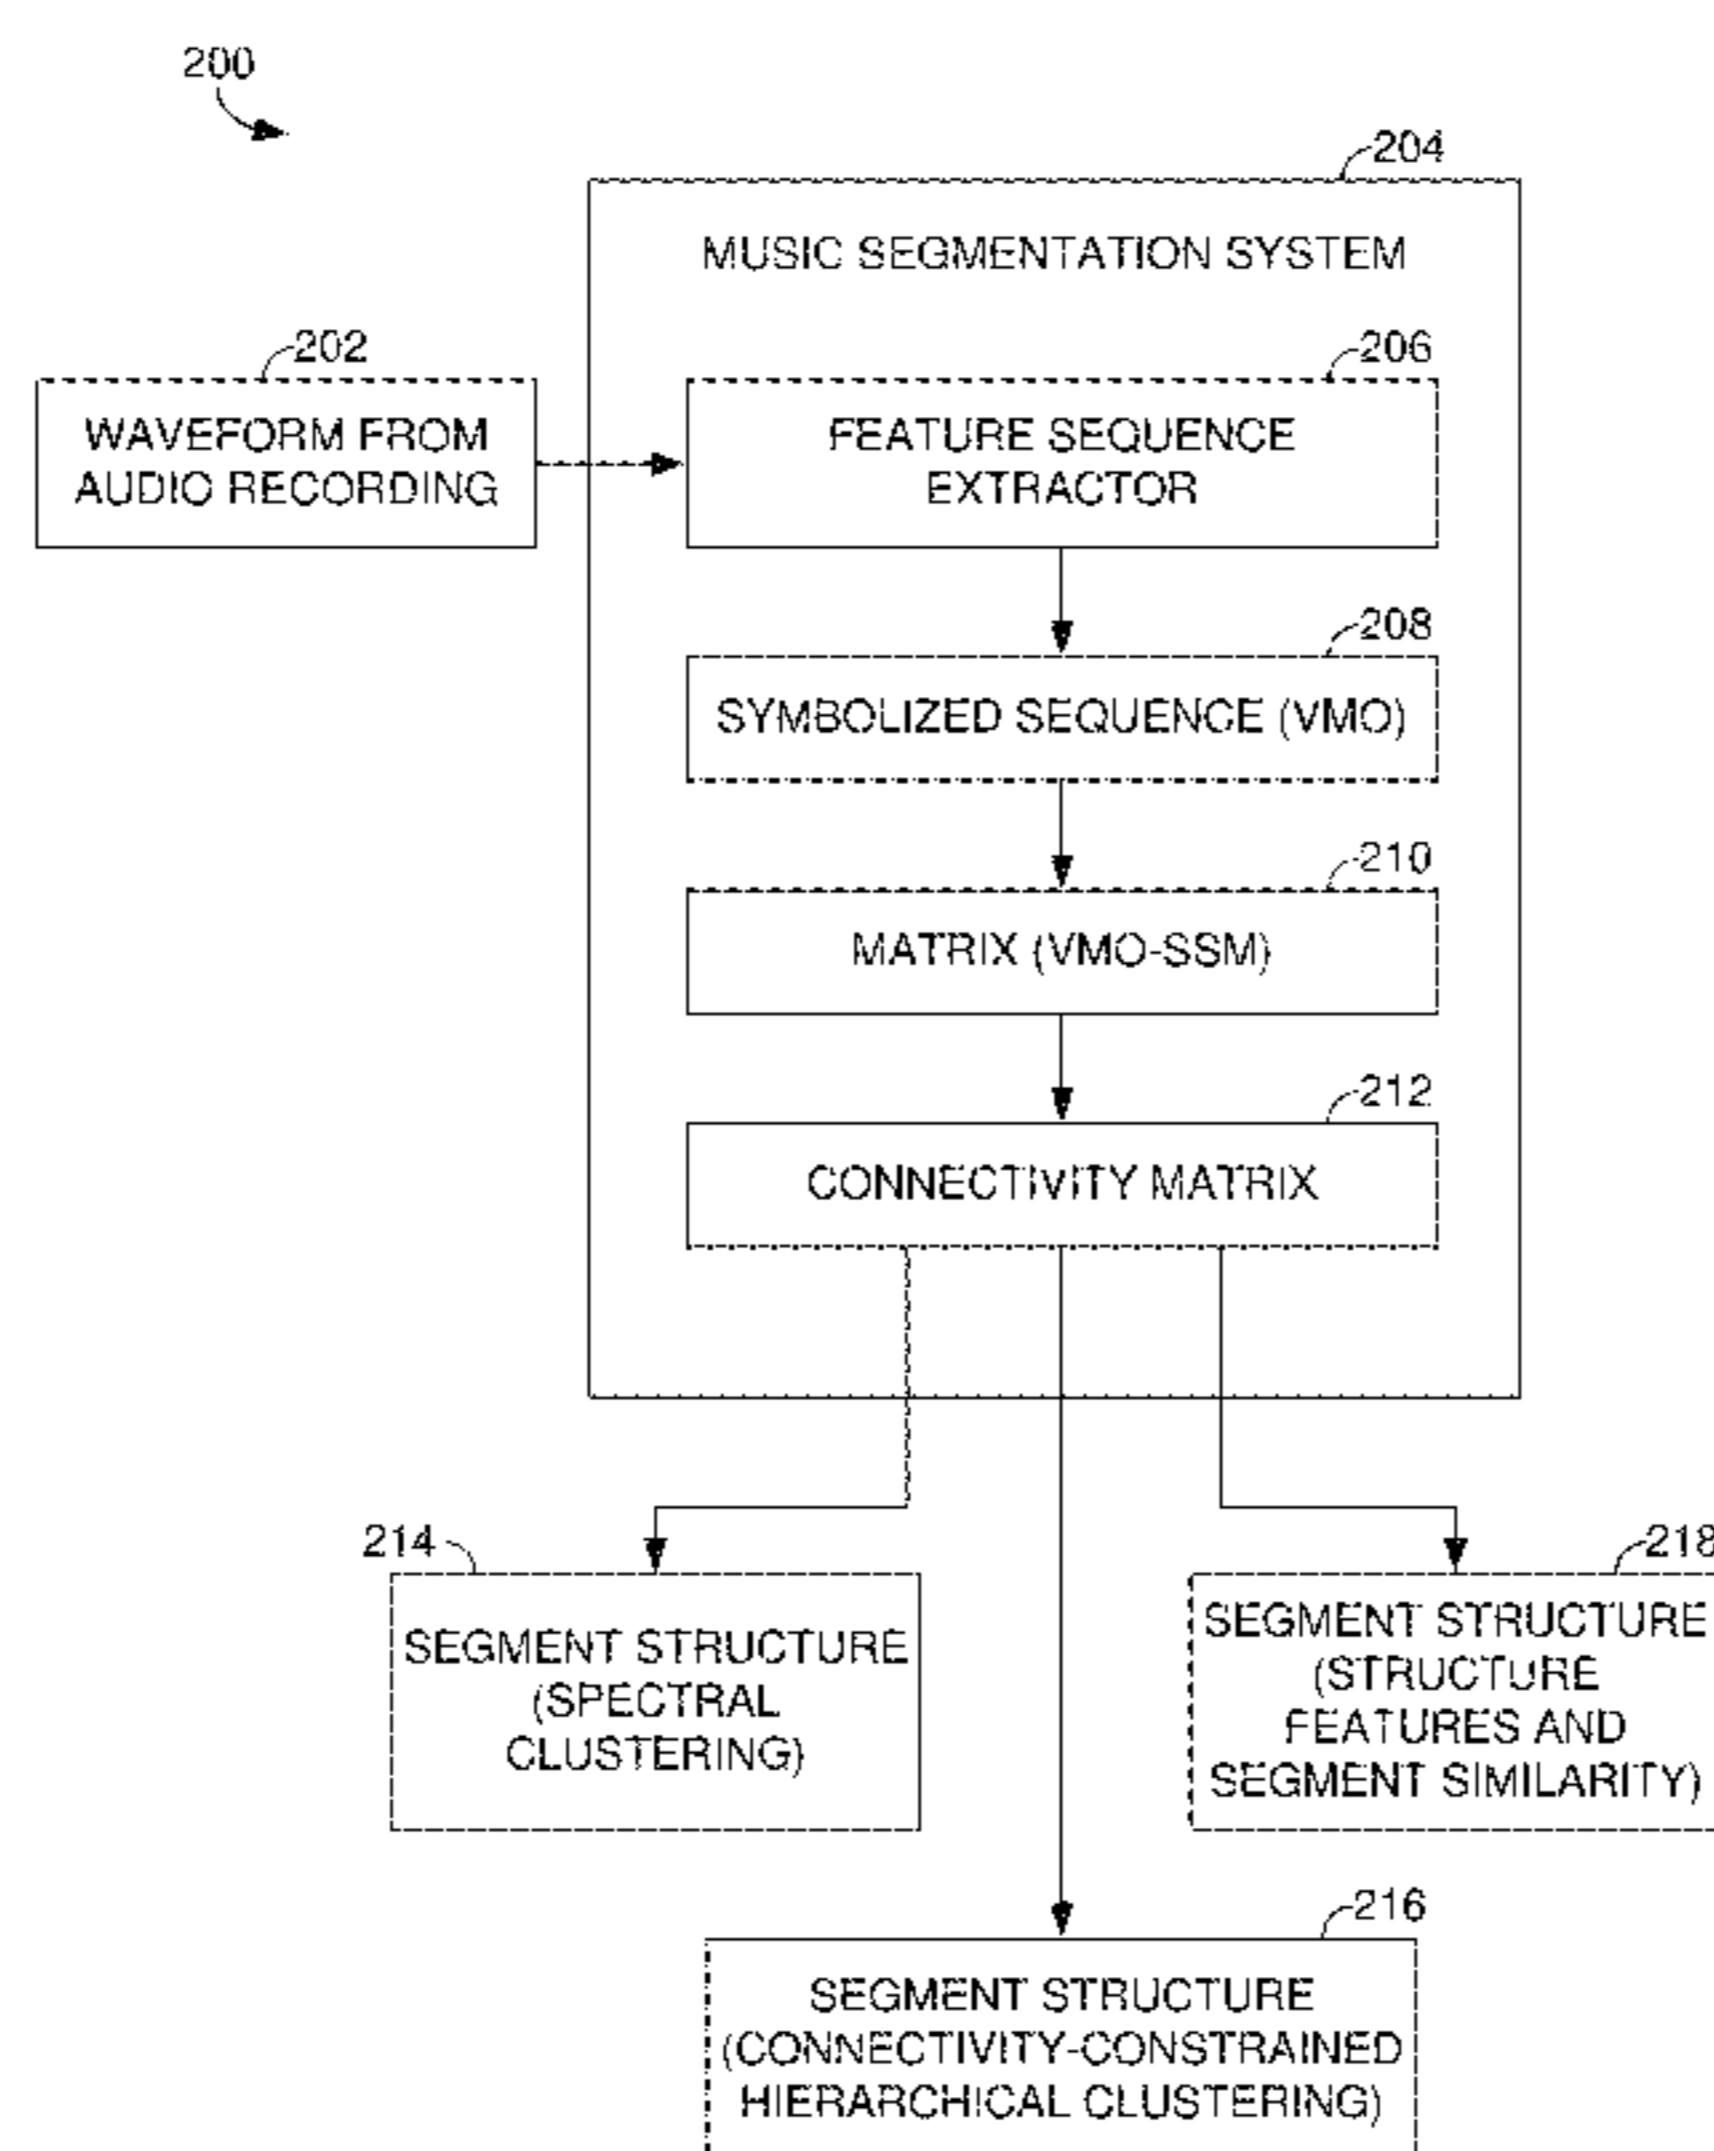 200
204
MUSIC SEGMENTATION SYSTEM
202
WAVEFORM FROM
AUDIO RECORDING
206
FEATURE SEQUENCE
EXTRACTOR
208
SYMBOLIZED SEQUENCE (VMO)
210
MATRIX (VMO-SSM)
212
CONNECTIVITY MATRIX
214
SEGMENT STRUCTURE
(SPECTRAL
CLUSTERING)
218
SEGMENT STRUCTURE
(STRUCTURE
FEATURES AND
SEGMENT SIMILARITY)
216
SEGMENT STRUCTURE
(CONNECTIVITY-CONSTRAINED
HIERARCHICAL CLUSTERING)